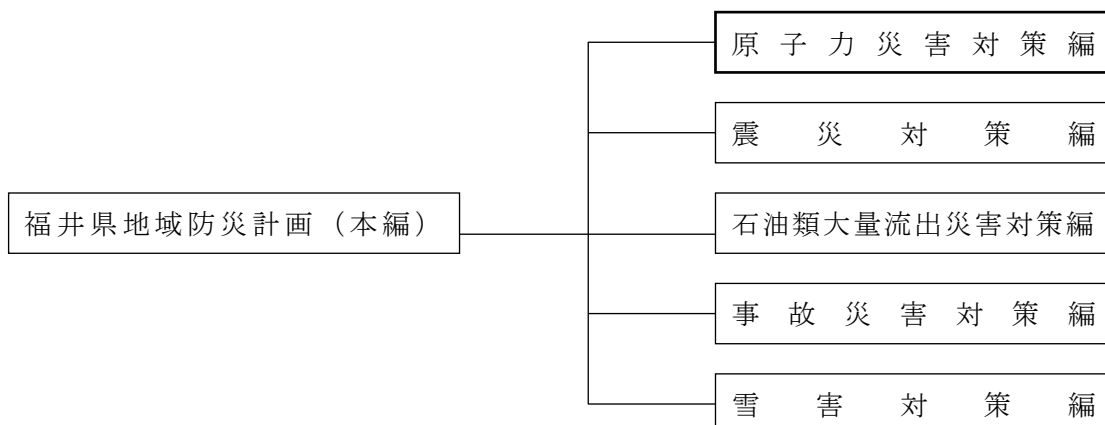 原子力災害対策編
震災対策編
福井県地域防災計画（本編）
石油類大量流出災害対策編
事故災害対策編
雪害対策編